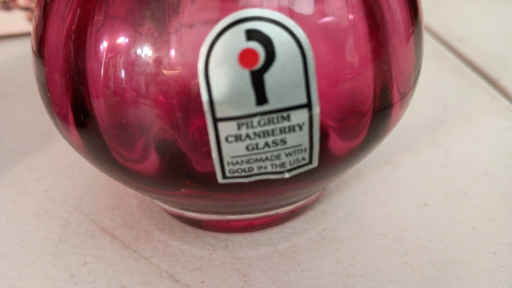 PILGRIM
CRANBERRY
GLASS
HANDMADE WITH
GOLD IN THE USA